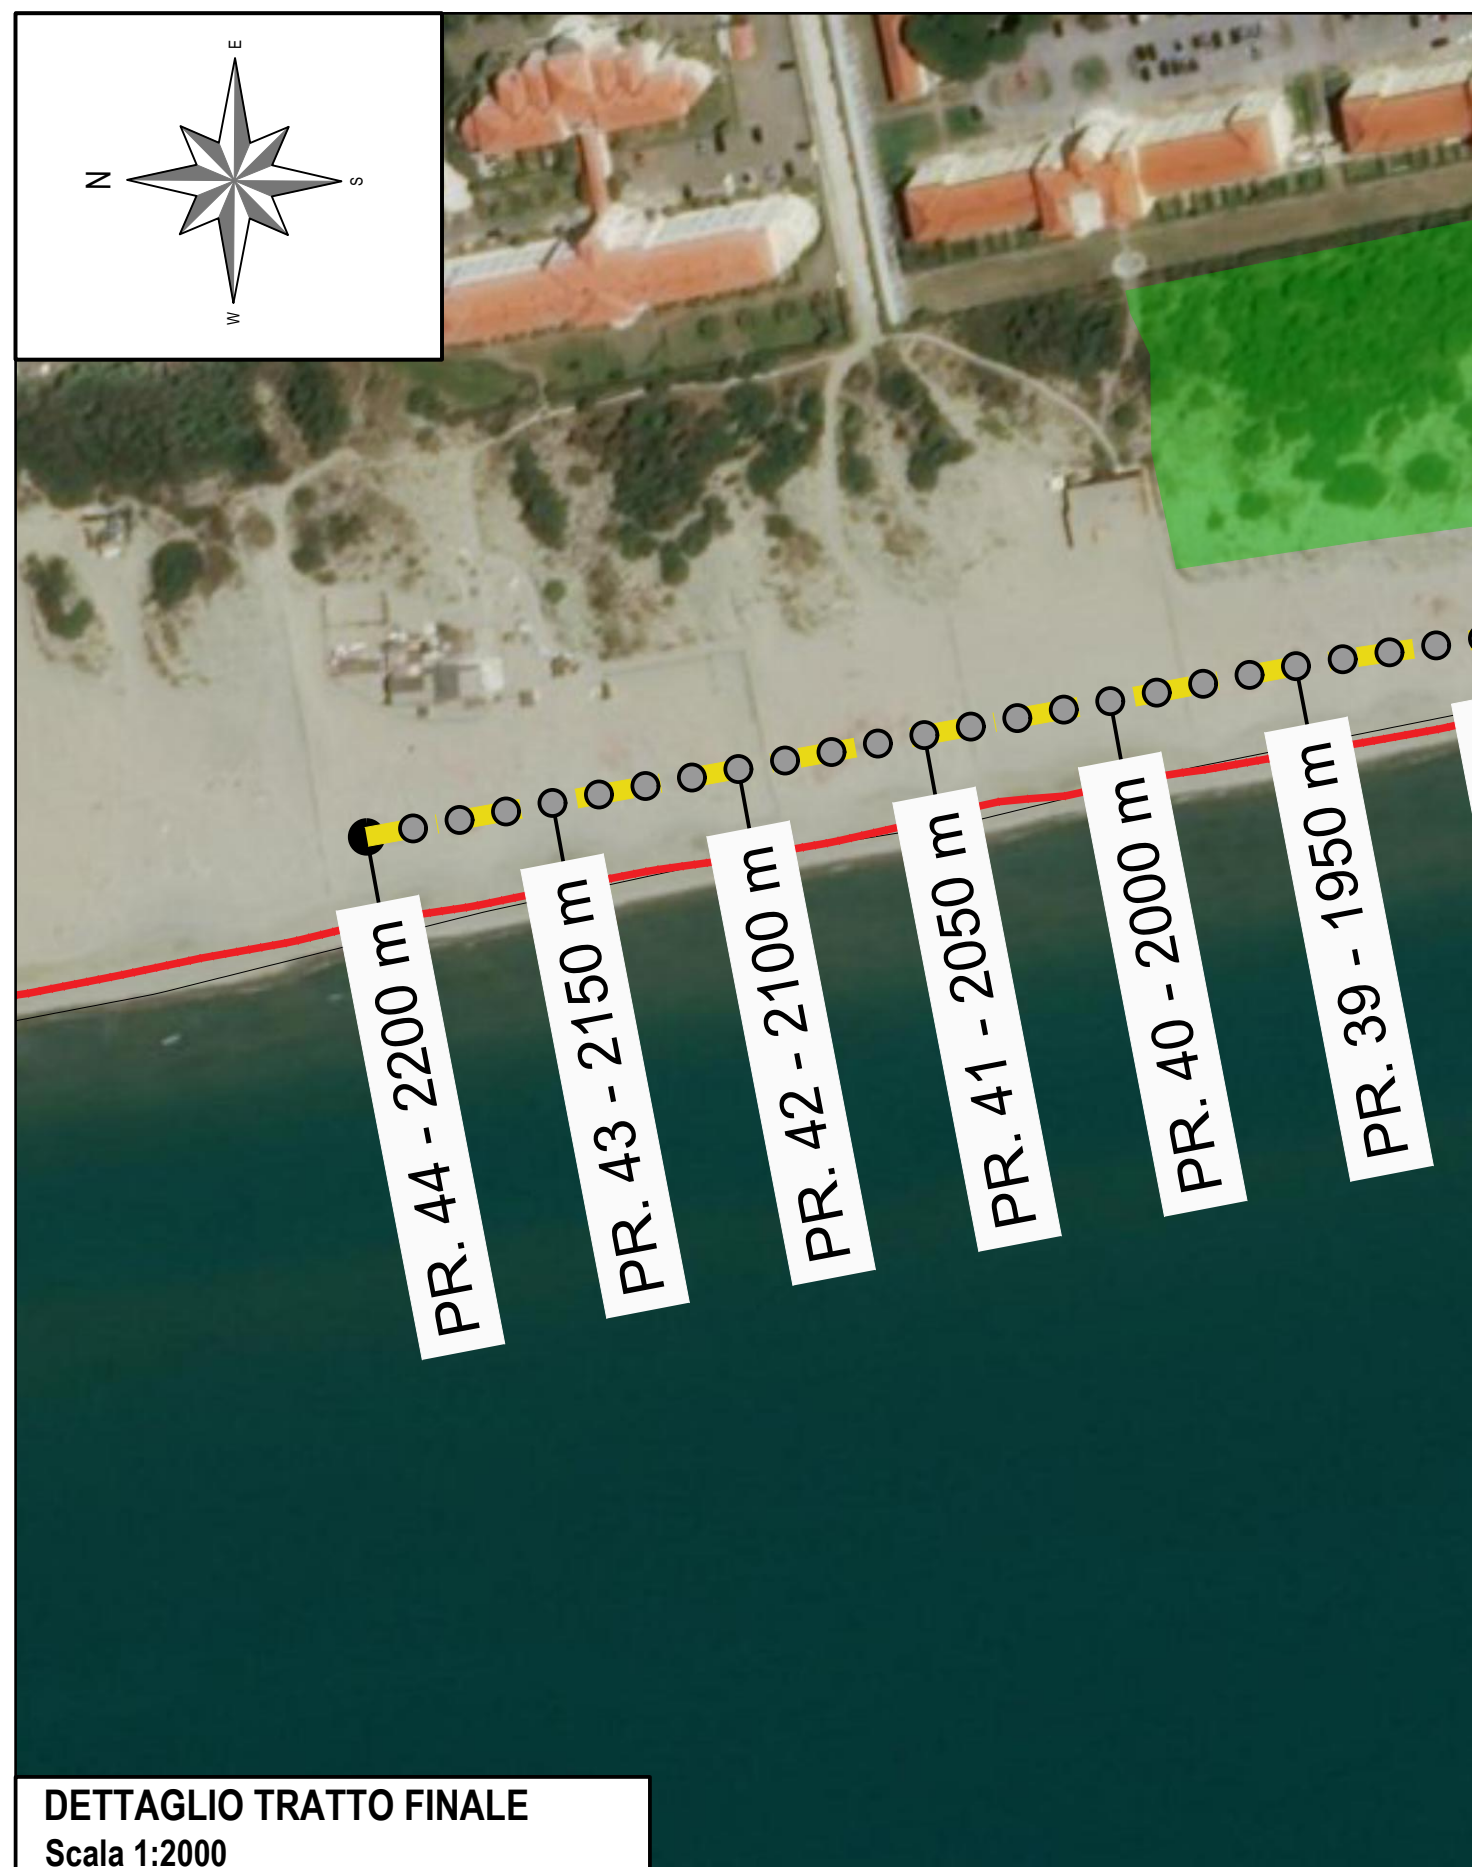 E
N
S
W
PR. 44 - 2200 m
PR. 43 - 2150 m
PR. 42 - 2100 m
PR. 41 - 2050 m
PR. 40 - 2000 m
PR. 39 - 1950 m
DETTAGLIO TRATTO FINALE
Scala 1:2000